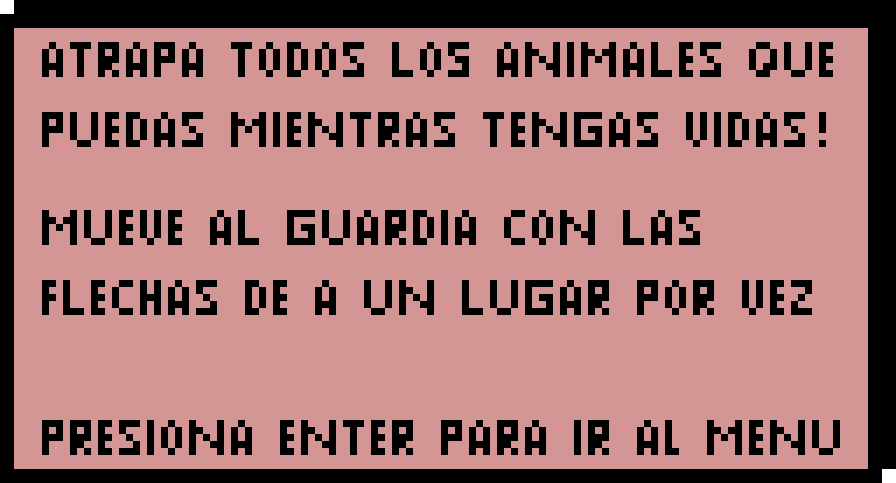 ATRAPA TODOS LOS ANIMALES QUE
PUEDAS MIENTRAS TENGAS VIDAS!
MUEVE AL GUARDIA CON LAS
FLECHAS DE A UN LUGAR POR VEZ
PRESIONA ENTER PARA IR AL MENU